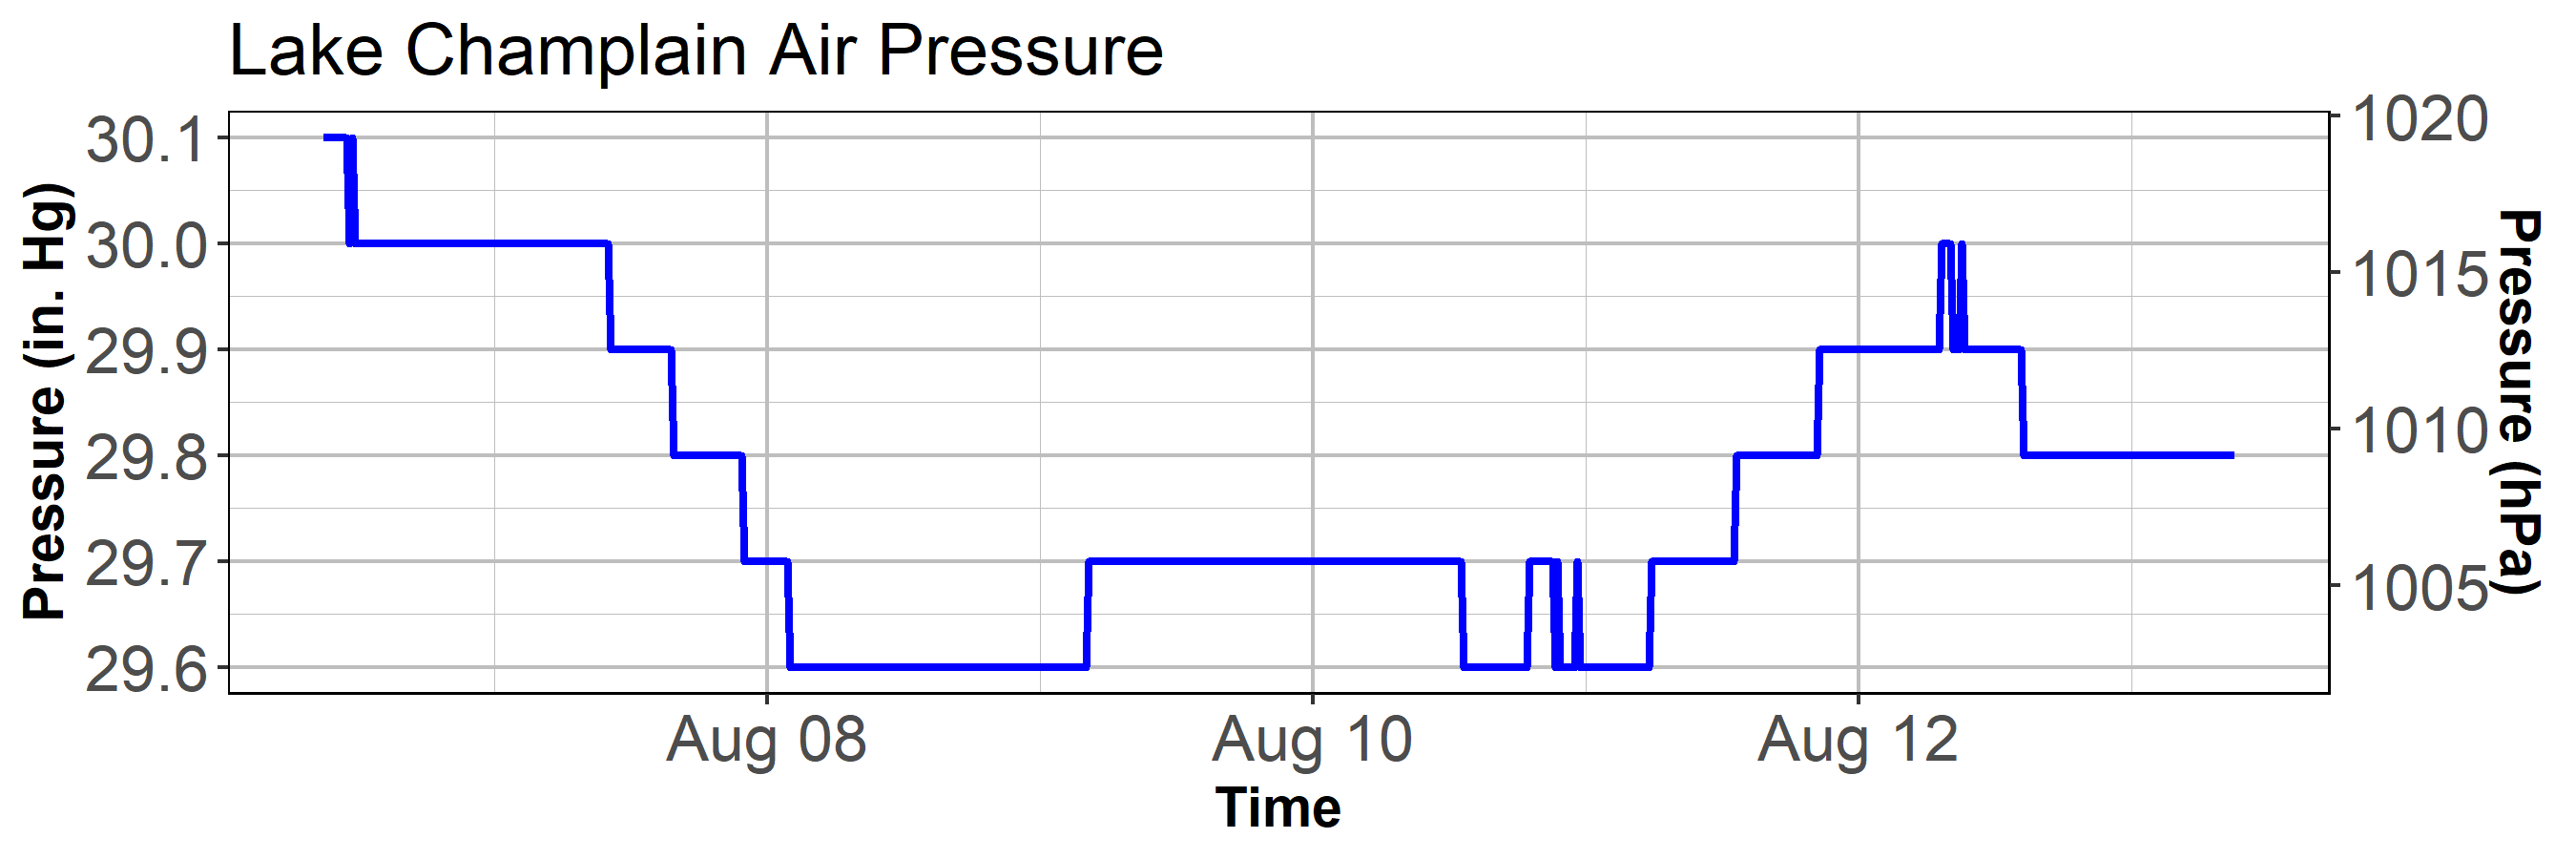 Lake Champlain Air Pressure
Pressure (in. Hg)
30.1
30.0
29.9
29.8
29.7
29.6
1020
1015
1010
1005
Pressure (hPa)
Aug 08
Aug 10
Aug 12
Time